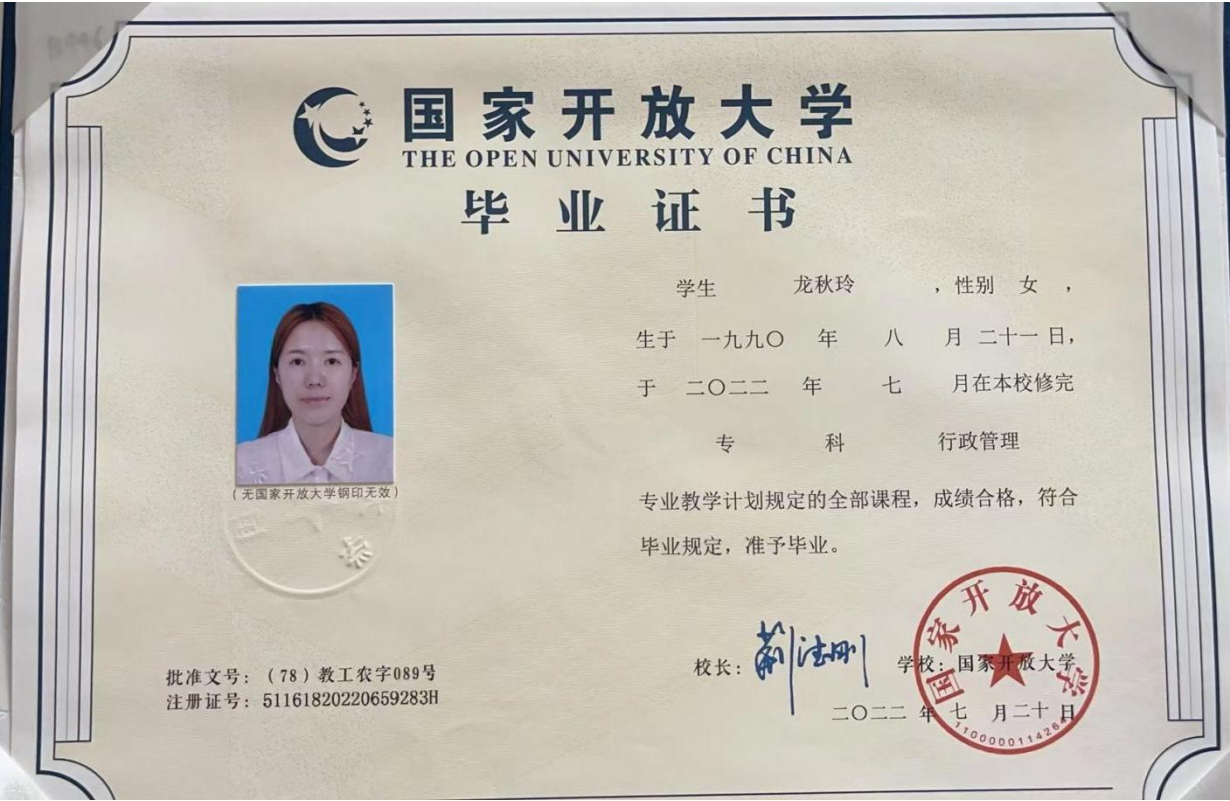 国家开放大学
THE OPEN UNIVERSITY OF CHINA
毕业证书
学生 龙秋玲 ，性别 女 ，
生于 一九九〇 年 八 月 二十一 日，
于 二〇二二 年 七 月在本校修完
专 科 行政管理
专业教学计划规定的全部课程，成绩合格，符合
毕业规定，准予毕业。
（无国家开放大学钢印无效）
批准文号：（78）教工农字089号
注册证号：51161820220659283H
校长： 学校：国家开放大学
二〇二二 年 七 月 二十 日
国家开放大学